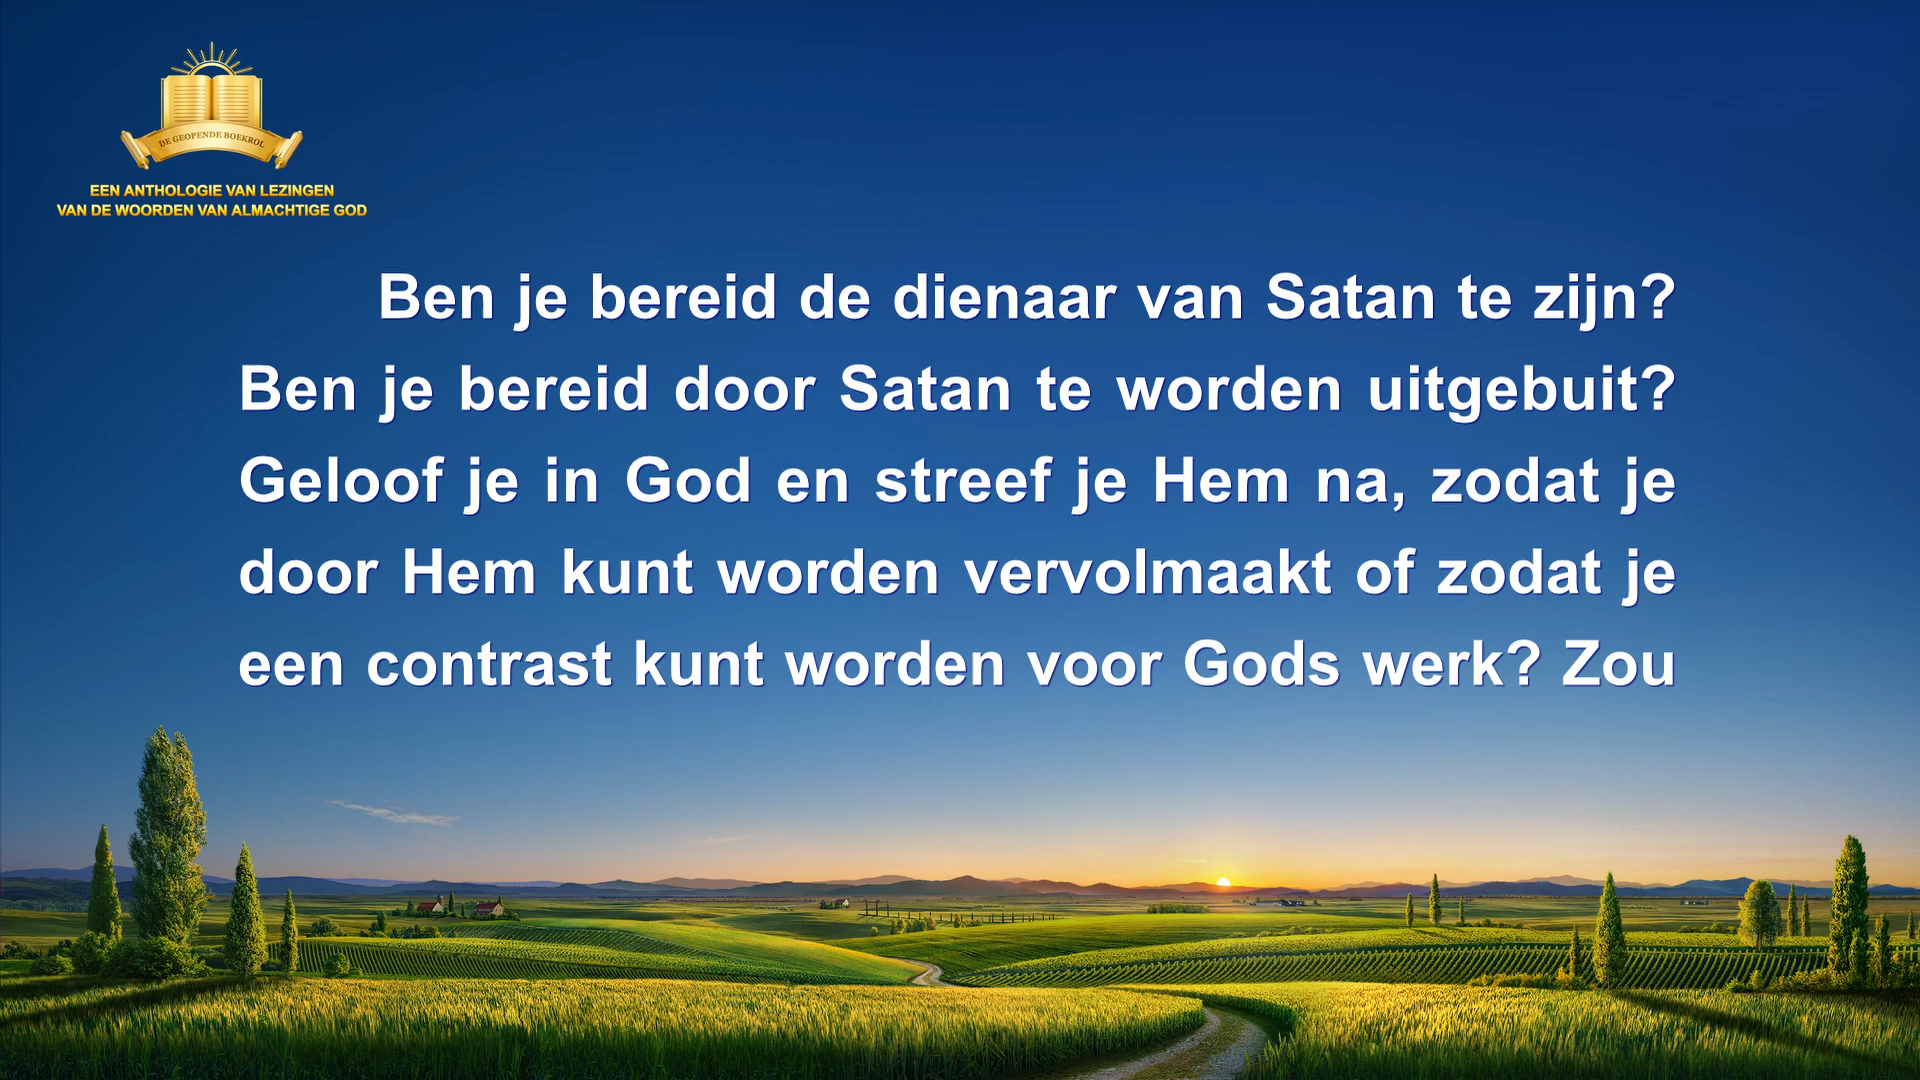 DE GEOPENDE BOEKROL
EEN ANTHOLOGIE VAN LEZINGEN
VAN DE WOORDEN VAN ALMACHTIGE GOD
Ben je bereid de dienaar van Satan te zijn?
Ben je bereid door Satan te worden uitgebuit?
Geloof je in God en streef je Hem na, zodat je
door Hem kunt worden vervolmaakt of zodat je
een contrast kunt worden voor Gods werk? Zou